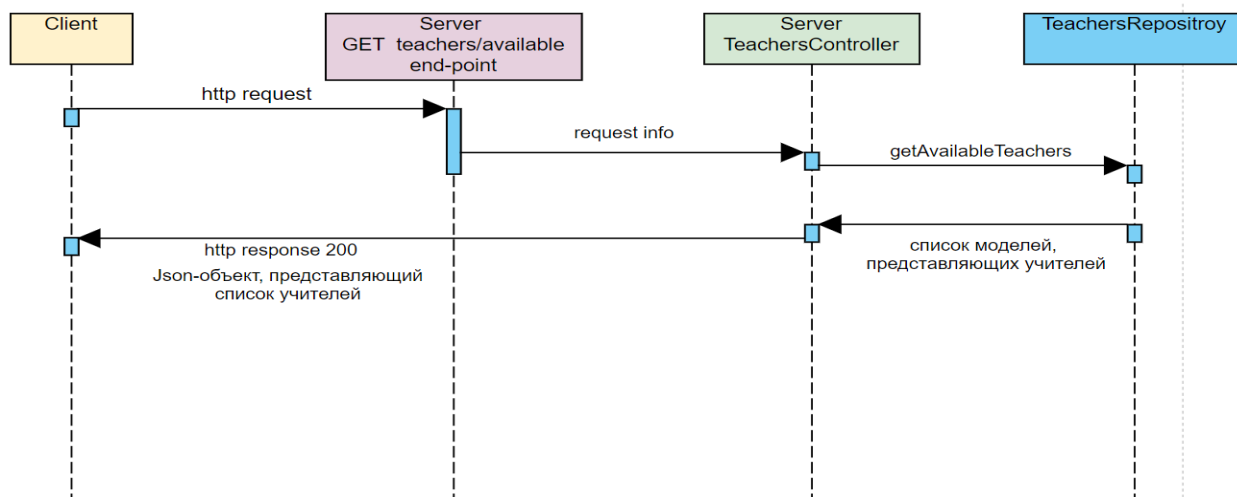 Client
Server
GET teachers/available
end-point
Server
TeachersController
TeachersRepositroy
http request
request info
getAvailableTeachers
http response 200
Json-объект, представляющий
список учителей
список моделей,
представляющих учителей